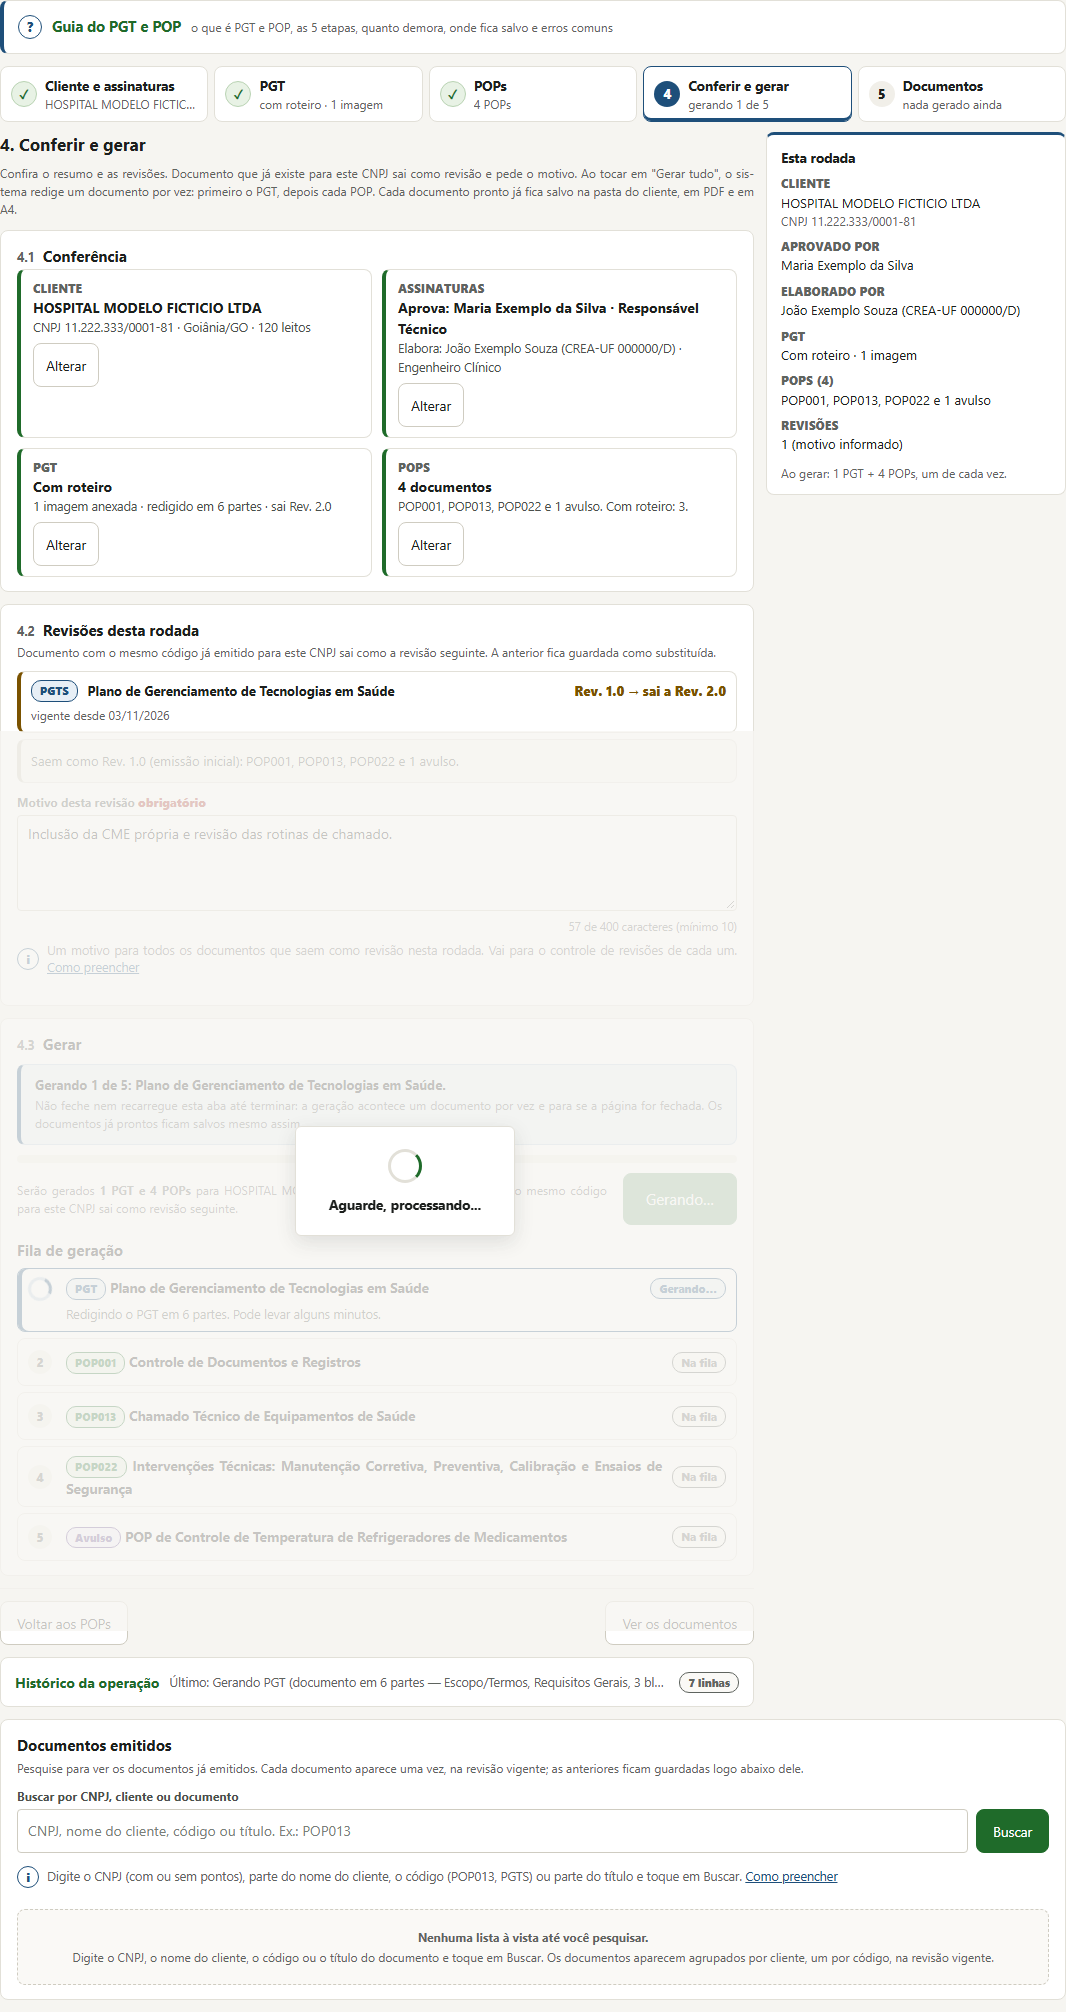 ? Guia do PGT e POP o que é PGT e POP, as 5 etapas, quanto demora, onde fica salvo e erros comuns
✓ Cliente e assinaturas
HOSPITAL MODELO FICTIC...
✓ PGT
com roteiro · 1 imagem
✓ POPs
4 POPs
4 Conferir e gerar
gerando 1 de 5
5 Documentos
nada gerado ainda
4. Conferir e gerar
Confira o resumo e as revisões. Documento que já existe para este CNPJ sai como revisão e pede o motivo. Ao tocar em "Gerar tudo", o sis-
tema redige um documento por vez: primeiro o PGT, depois cada POP. Cada documento pronto já fica salvo na pasta do cliente, em PDF e em
A4.
4.1 Conferência
CLIENTE
HOSPITAL MODELO FICTICIO LTDA
CNPJ 11.222.333/0001-81 · Goiânia/GO · 120 leitos
Alterar
ASSINATURAS
Aprova: Maria Exemplo da Silva · Responsável
Técnico
Elabora: João Exemplo Souza (CREA-UF 000000/D) ·
Engenheiro Clínico
Alterar
PGT
Com roteiro
1 imagem anexada · redigido em 6 partes · sai Rev. 2.0
Alterar
POPS
4 documentos
POP001, POP013, POP022 e 1 avulso. Com roteiro: 3.
Alterar
4.2 Revisões desta rodada
Documento com o mesmo código já emitido para este CNPJ sai como a revisão seguinte. A anterior fica guardada como substituída.
PGTS Plano de Gerenciamento de Tecnologias em Saúde Rev. 1.0 → sai a Rev. 2.0
vigente desde 03/11/2026
Saem como Rev. 1.0 (emissão inicial): POP001, POP013, POP022 e 1 avulso.
Motivo desta revisão obrigatório
Inclusão da CME própria e revisão das rotinas de chamado.
57 de 400 caracteres (mínimo 10)
i Um motivo para todos os documentos que saem como revisão nesta rodada. Vai para o controle de revisões de cada um.
Como preencher
4.3 Gerar
Gerando 1 de 5: Plano de Gerenciamento de Tecnologias em Saúde.
Não feche nem recarregue esta aba até terminar: a geração acontece um documento por vez e para se a página for fechada. Os
documentos já prontos ficam salvos mesmo assim
Aguarde, processando...
Serão gerados 1 PGT e 4 POPs para HOSPITAL MO o mesmo código
para este CNPJ sai como revisão seguinte.
Gerando...
Fila de geração
PGT Plano de Gerenciamento de Tecnologias em Saúde Gerando...
Redigindo o PGT em 6 partes. Pode levar alguns minutos.
2 POP001 Controle de Documentos e Registros Na fila
3 POP013 Chamado Técnico de Equipamentos de Saúde Na fila
4 POP022 Intervenções Técnicas: Manutenção Corretiva, Preventiva, Calibração e Ensaios de
Segurança Na fila
5 Avulso POP de Controle de Temperatura de Refrigeradores de Medicamentos Na fila
Voltar aos POPs
Ver os documentos
Histórico da operação Último: Gerando PGT (documento em 6 partes — Escopo/Termos, Requisitos Gerais, 3 bl... 7 linhas
Esta rodada
CLIENTE
HOSPITAL MODELO FICTICIO LTDA
CNPJ 11.222.333/0001-81
APROVADO POR
Maria Exemplo da Silva
ELABORADO POR
João Exemplo Souza (CREA-UF 000000/D)
PGT
Com roteiro · 1 imagem
POPS (4)
POP001, POP013, POP022 e 1 avulso
REVISÕES
1 (motivo informado)
Ao gerar: 1 PGT + 4 POPs, um de cada vez.
Documentos emitidos
Pesquise para ver os documentos já emitidos. Cada documento aparece uma vez, na revisão vigente; as anteriores ficam guardadas logo abaixo dele.
Buscar por CNPJ, cliente ou documento
CNPJ, nome do cliente, código ou título. Ex.: POP013
Buscar
i Digite o CNPJ (com ou sem pontos), parte do nome do cliente, o código (POP013, PGTS) ou parte do título e toque em Buscar. Como preencher
Nenhuma lista à vista até você pesquisar.
Digite o CNPJ, o nome do cliente, o código ou o título do documento e toque em Buscar. Os documentos aparecem agrupados por cliente, um por código, na revisão vigente.